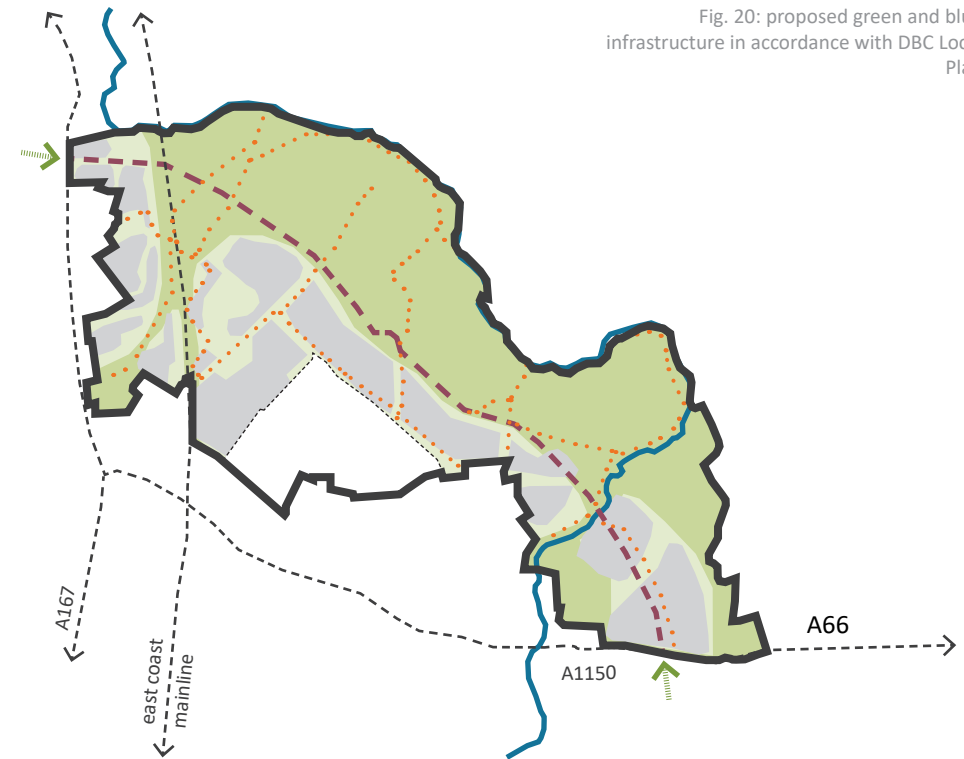 Fig. 20: proposed green and blu
infrastructure in accordance with DBC Loc
Pla
A167
east coast
mainline
A1150
A66